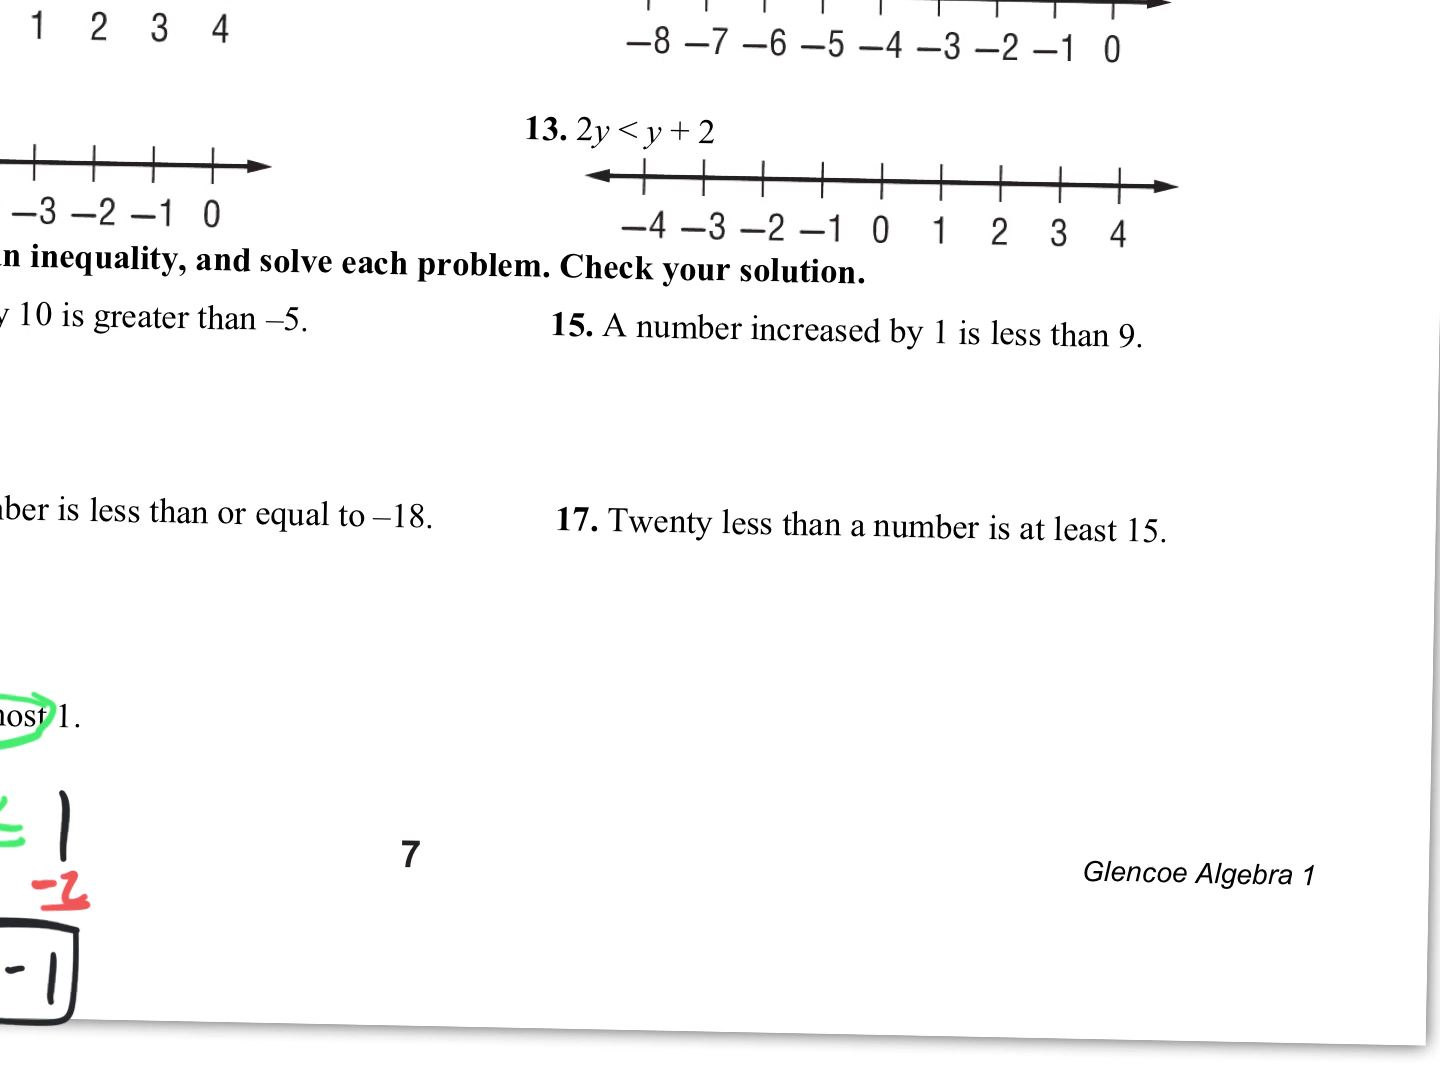 1 2 3 4
–8 –7 –6 –5 –4 –3 –2 –1 0
13. 2y < y + 2
–3 –2 –1 0
–4 –3 –2 –1 0 1 2 3 4
inequality, and solve each problem. Check your solution.
10 is greater than –5.
15. A number increased by 1 is less than 9.
is less than or equal to –18.
17. Twenty less than a number is at least 15.
1.
≤ 1
-2
-1
7
Glencoe Algebra 1